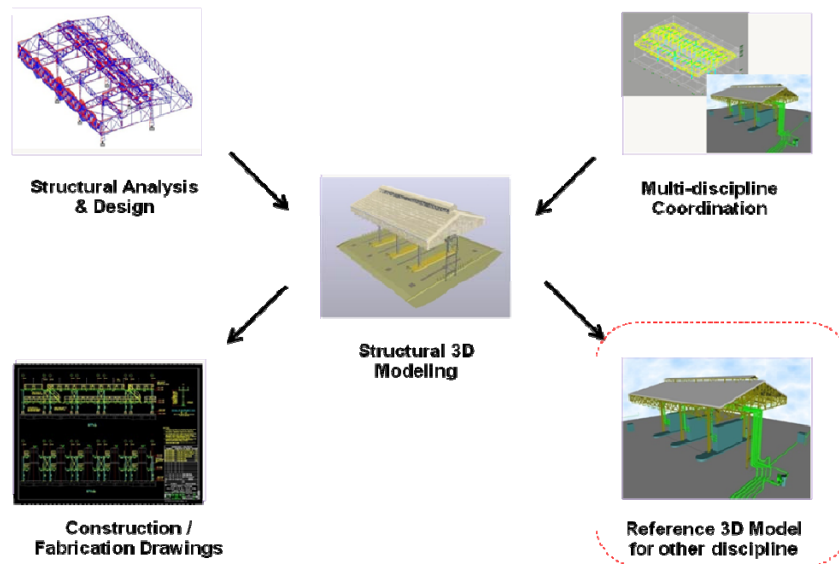 Structural Analysis
& Design
Multi-discipline
Coordination
Structural 3D
Modeling
Construction /
Fabrication Drawings
Reference 3D Model
for other discipline